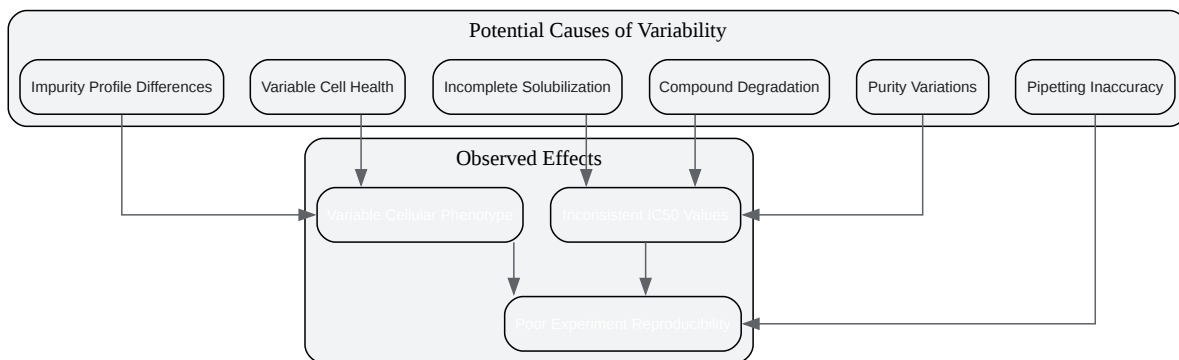 Potential Causes of Variability
Impurity Profile Differences
Variable Cell Health
Incomplete Solubilization
Compound Degradation
Purity Variations
Pipetting Inaccuracy
Observed Effects
Variable Cellular Phenotype
Inconsistent IC50 Values
Poor Experiment Reproducibility